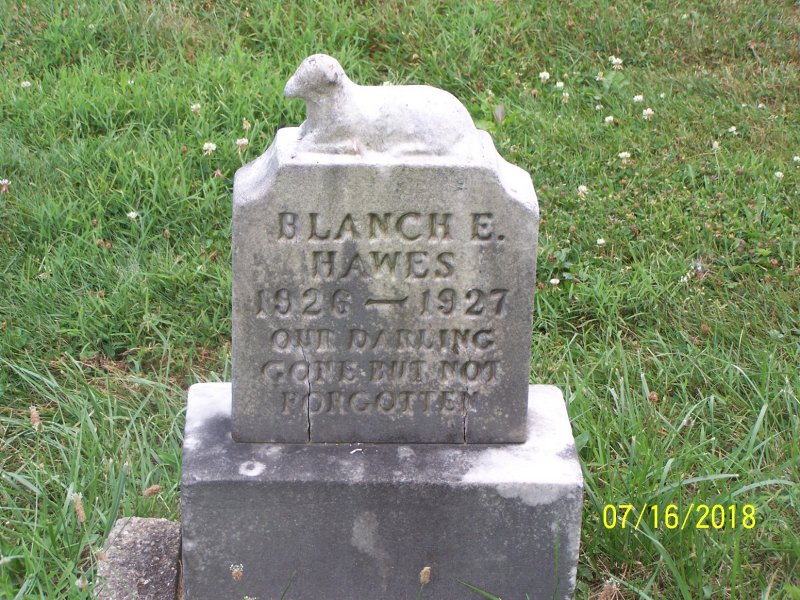 BLANCH E.
HAWES
1926 — 1927
OUR DARLING
GONE BUT NOT
FORGOTTEN
07/16/2018